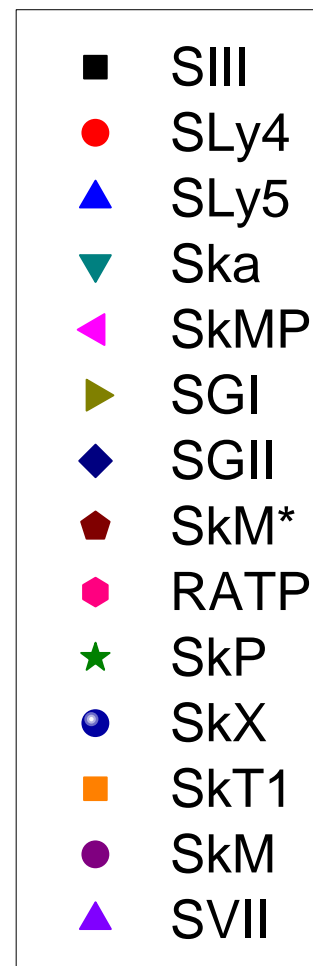 SIII
SLy4
SLy5
Ska
SkMP
SGI
SGII
SkM*
RATP
SkP
SkX
SkT1
SkM
SVII